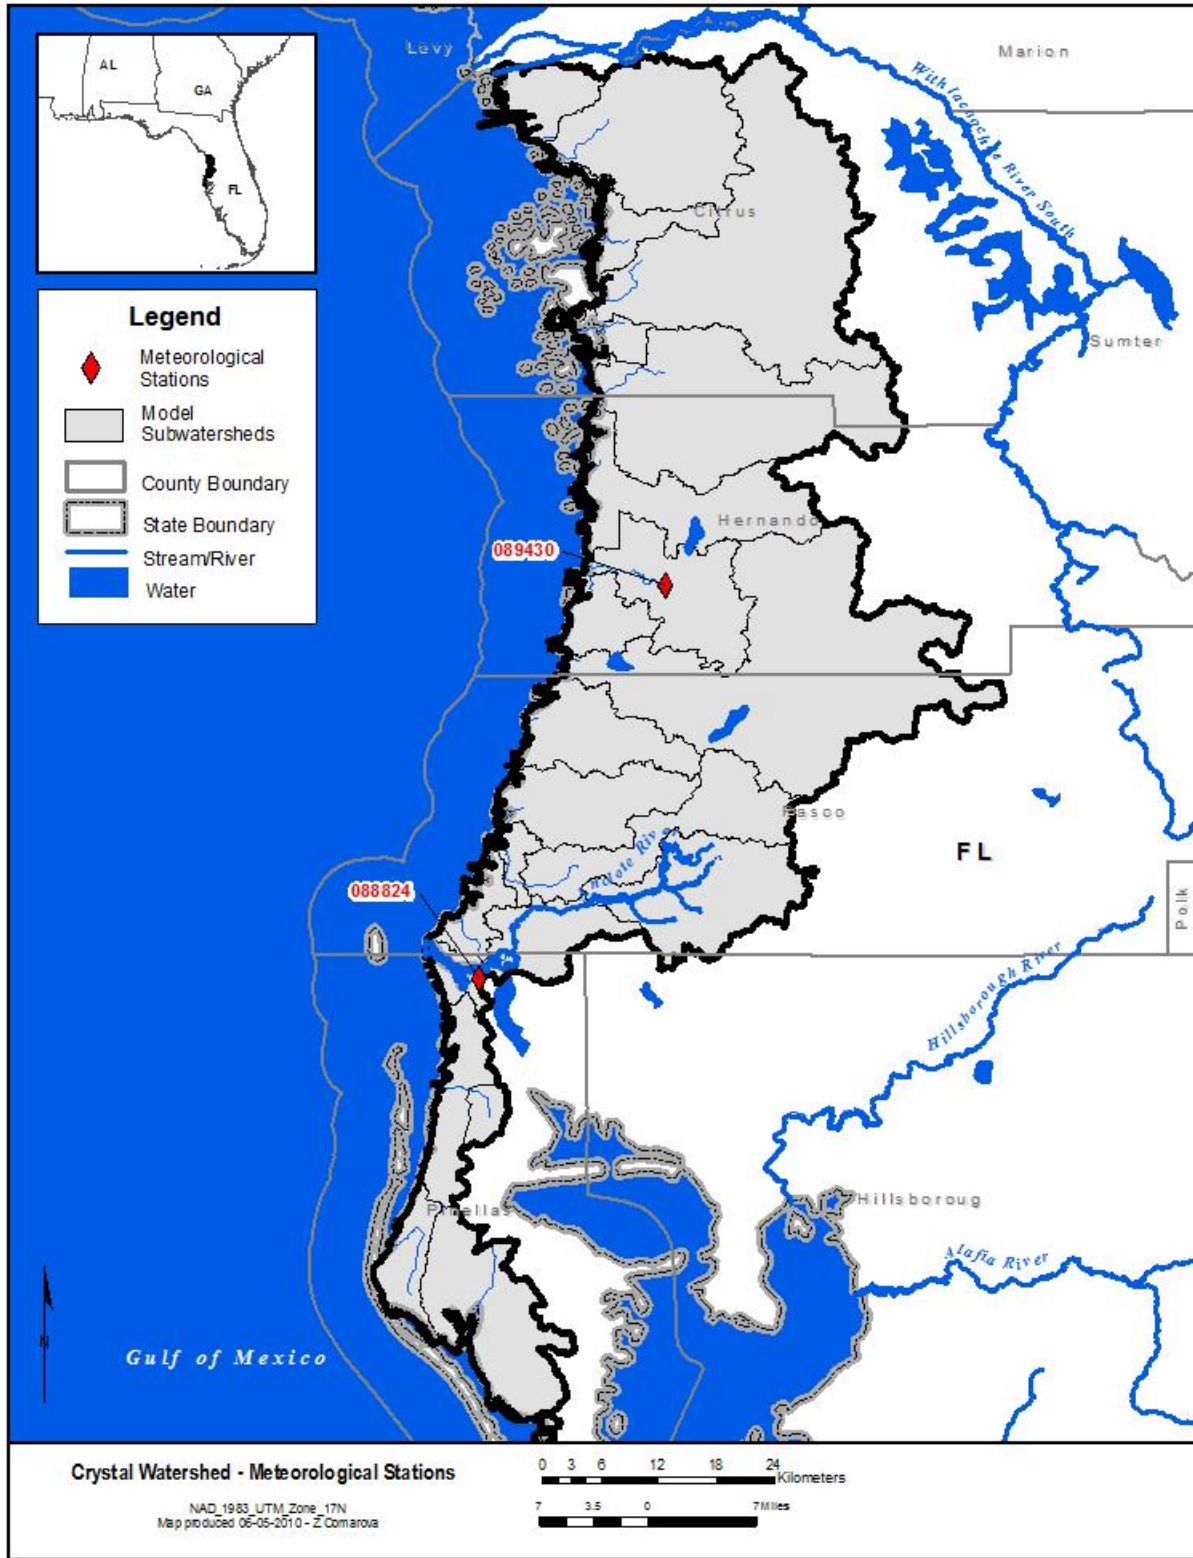 Levy
Marion
AL
GA
FL
Withlacoochie River South
Citrus
Sumter
Legend
Meteorological
Stations
Model
Subwatersheds
County Boundary
State Boundary
Stream/River
Water
Hernando
089430
Pasco
FL
Anclote River
088824
Polk
Hillsborough River
Pinellas
Hillsboroug
Alafia River
N
Gulf of Mexico
Crystal Watershed - Meteorological Stations
0 3 6 12 18 24
Kilometers
NAD_1983_UTM_Zone_17N
Map produced 06-05-2010 - Z.Comarova
7 3.5 0 7 Miles